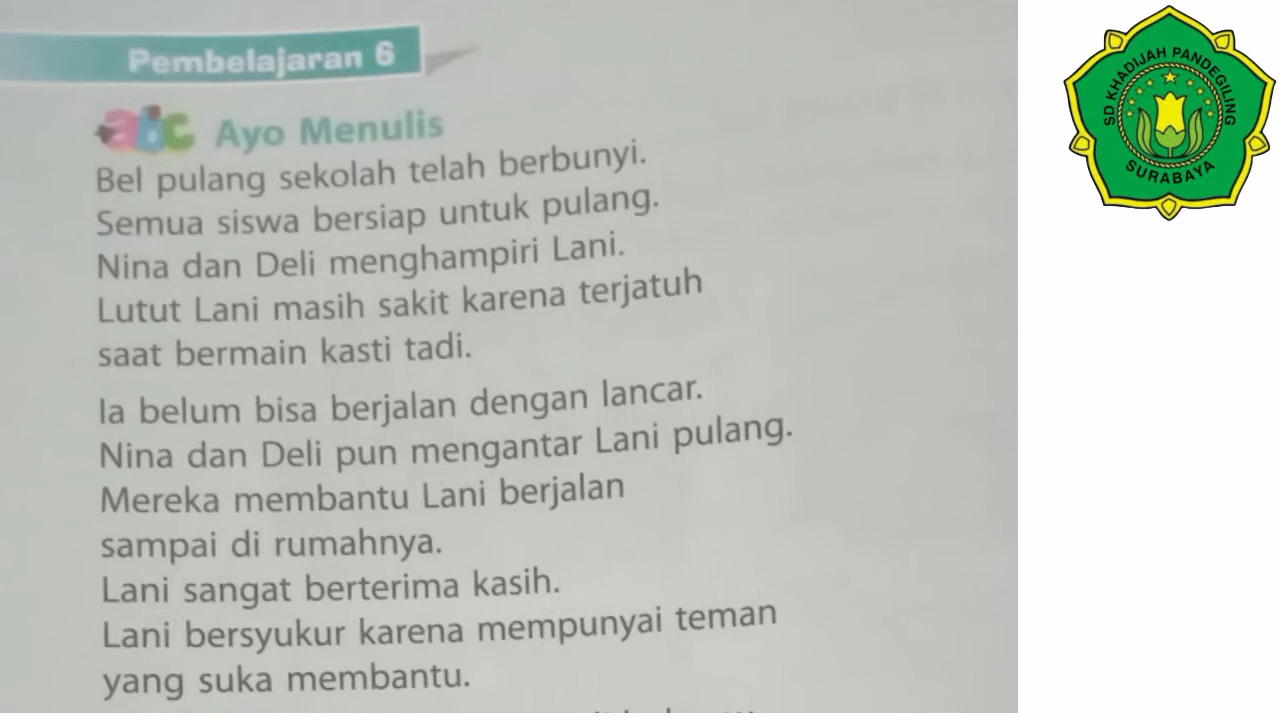 Pembelajaran 6
abc Ayo Menulis
Bel pulang sekolah telah berbunyi.
Semua siswa bersiap untuk pulang.
Nina dan Deli menghampiri Lani.
Lutut Lani masih sakit karena terjatuh
saat bermain kasti tadi.
Ia belum bisa berjalan dengan lancar.
Nina dan Deli pun mengantar Lani pulang.
Mereka membantu Lani berjalan
sampai di rumahnya.
Lani sangat berterima kasih.
Lani bersyukur karena mempunyai teman
yang suka membantu.
SD KHADIJAH PANDEGILING
SURABAYA